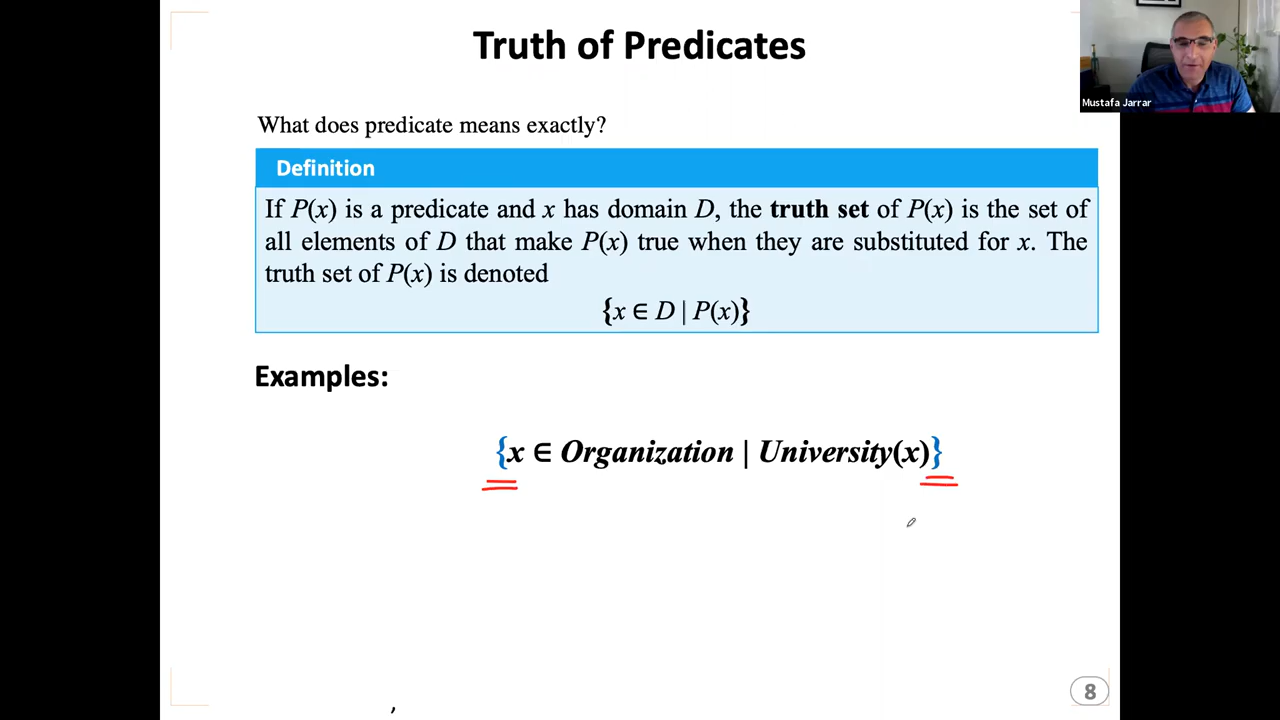 Truth of Predicates
Mustafa Jarrar
What does predicate means exactly?
Definition
If P(x) is a predicate and x has domain D, the truth set of P(x) is the set of
all elements of D that make P(x) true when they are substituted for x. The
truth set of P(x) is denoted
{x ∈ D | P(x)}
Examples:
{x ∈ Organization | University(x)}
,
8